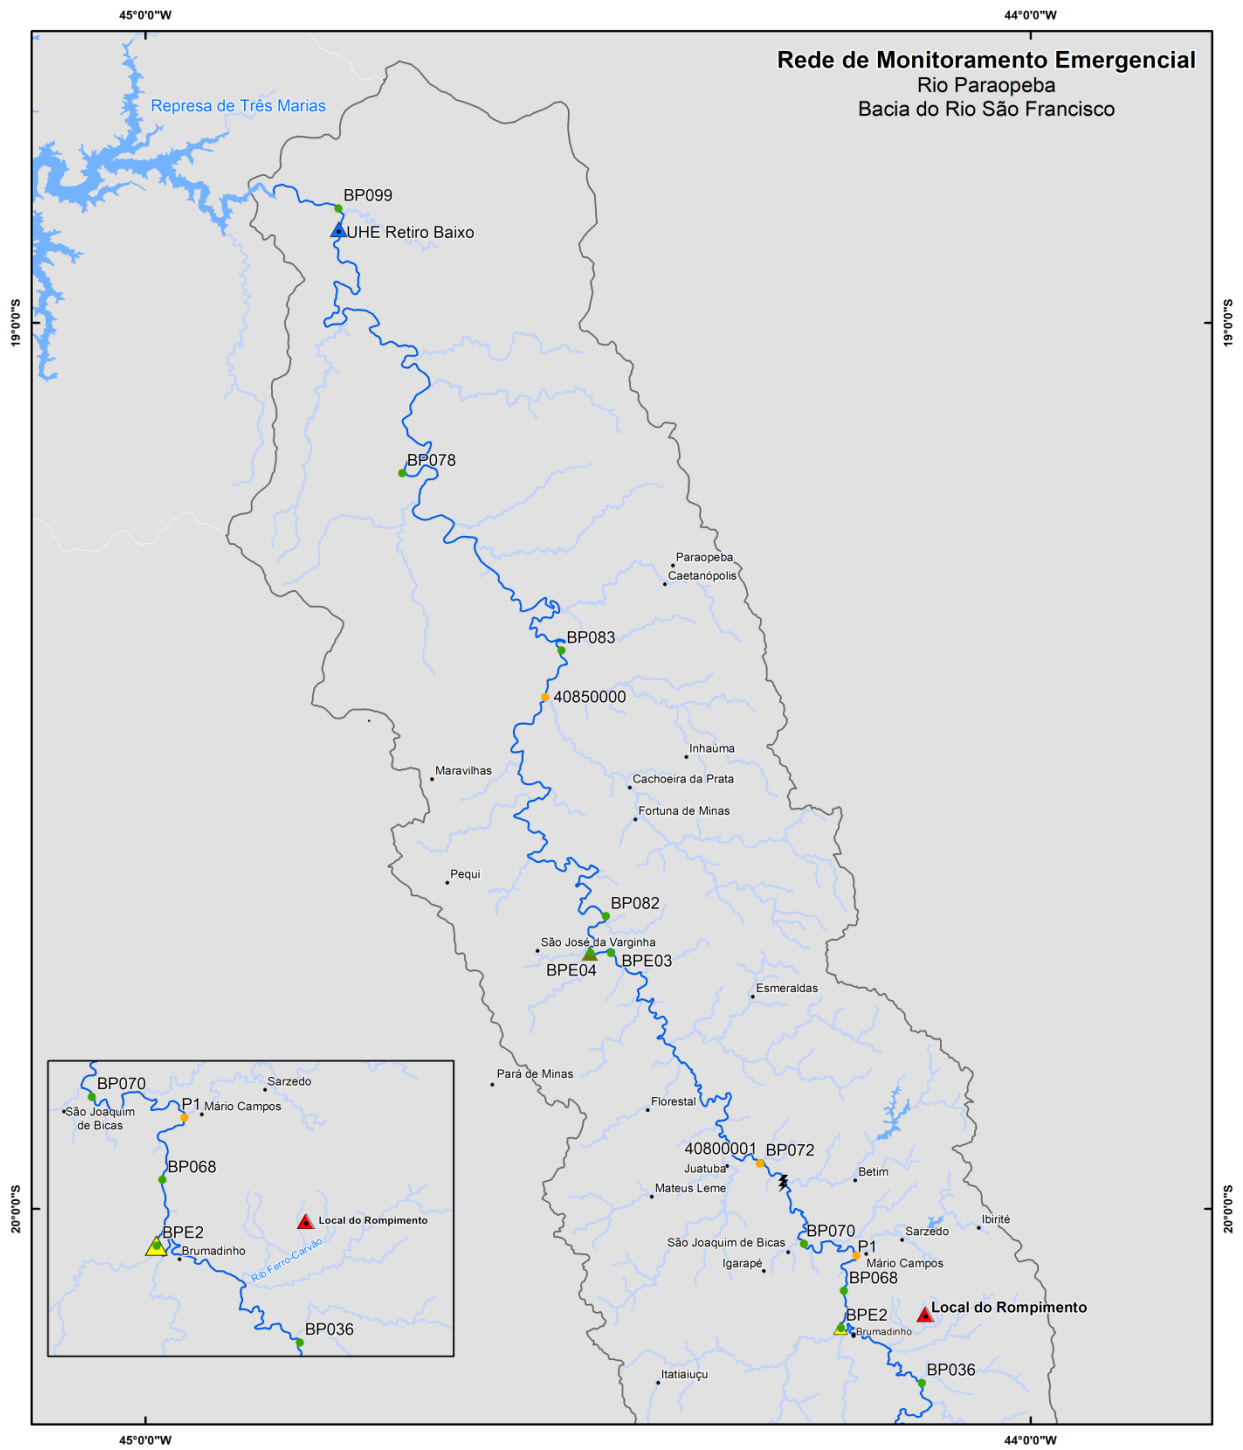 45°0'0"W
44°0'0"W
Rede de Monitoramento Emergencial
Rio Paraopeba
Bacia do Rio São Francisco
Represa de Três Marias
BP099
UHE Retiro Baixo
19°0'0"S
19°0'0"S
BP078
Paraopeba
Caetanópolis
BP083
40850000
Inhaúma
Maravilhas
Cachoeira da Prata
Fortuna de Minas
Pequi
BP082
São José da Varginha
BPE04
BPE03
Esmeraldas
Pará de Minas
Florestal
40800001
BP072
Juatuba
Betim
Mateus Leme
20°0'0"S
20°0'0"S
Ibirité
BP070
Sarzedo
São Joaquim de Bicas
P1
Igarapé
Mário Campos
BP068
Local do Rompimento
BPE2
Brumadinho
BP036
Itatiaiuçu
BP070
Sarzedo
P1
Mário Campos
São Joaquim
de Bicas
BP068
Local do Rompimento
BPE2
Brumadinho
Rib Ferro-Carvão
BP036
45°0'0"W
44°0'0"W